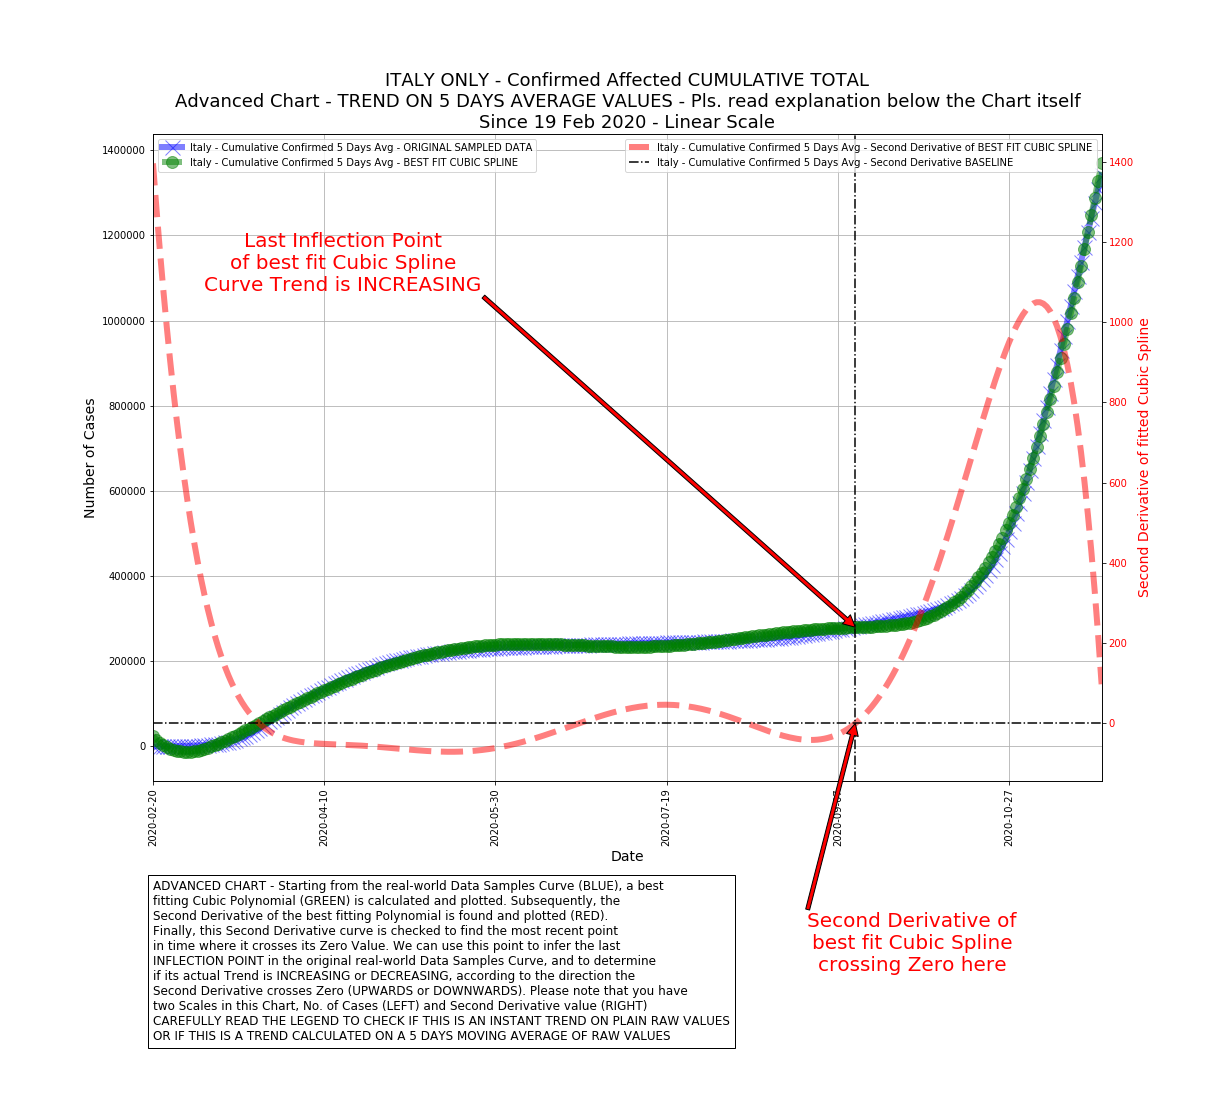 ITALY ONLY - Confirmed Affected CUMULATIVE TOTAL
Advanced Chart - TREND ON 5 DAYS AVERAGE VALUES - Pls. read explanation below the Chart itself
Since 19 Feb 2020 - Linear Scale
Italy - Cumulative Confirmed 5 Days Avg - ORIGINAL SAMPLED DATA
Italy - Cumulative Confirmed 5 Days Avg - BEST FIT CUBIC SPLINE
Italy - Cumulative Confirmed 5 Days Avg - Second Derivative of BEST FIT CUBIC SPLINE
Italy - Cumulative Confirmed 5 Days Avg - Second Derivative BASELINE
Last Inflection Point
of best fit Cubic Spline
Curve Trend is INCREASING
Number of Cases
1400000
1200000
1000000
800000
600000
400000
200000
0
Second Derivative of fitted Cubic Spline
1400
1200
1000
800
600
400
200
0
2020-02-20
2020-04-10
2020-05-30
2020-07-19
2020-09-07
2020-10-27
Date
ADVANCED CHART - Starting from the real-world Data Samples Curve (BLUE), a best
fitting Cubic Polynomial (GREEN) is calculated and plotted. Subsequently, the
Second Derivative of the best fitting Polynomial is found and plotted (RED).
Finally, this Second Derivative curve is checked to find the most recent point
in time where it crosses its Zero Value. We can use this point to infer the last
INFLECTION POINT in the original real-world Data Samples Curve, and to determine
if its actual Trend is INCREASING or DECREASING, according to the direction the
Second Derivative crosses Zero (UPWARDS or DOWNWARDS). Please note that you have
two Scales in this Chart, No. of Cases (LEFT) and Second Derivative value (RIGHT)
CAREFULLY READ THE LEGEND TO CHECK IF THIS IS AN INSTANT TREND ON PLAIN RAW VALUES
OR IF THIS IS A TREND CALCULATED ON A 5 DAYS MOVING AVERAGE OF RAW VALUES
Second Derivative of
best fit Cubic Spline
crossing Zero here